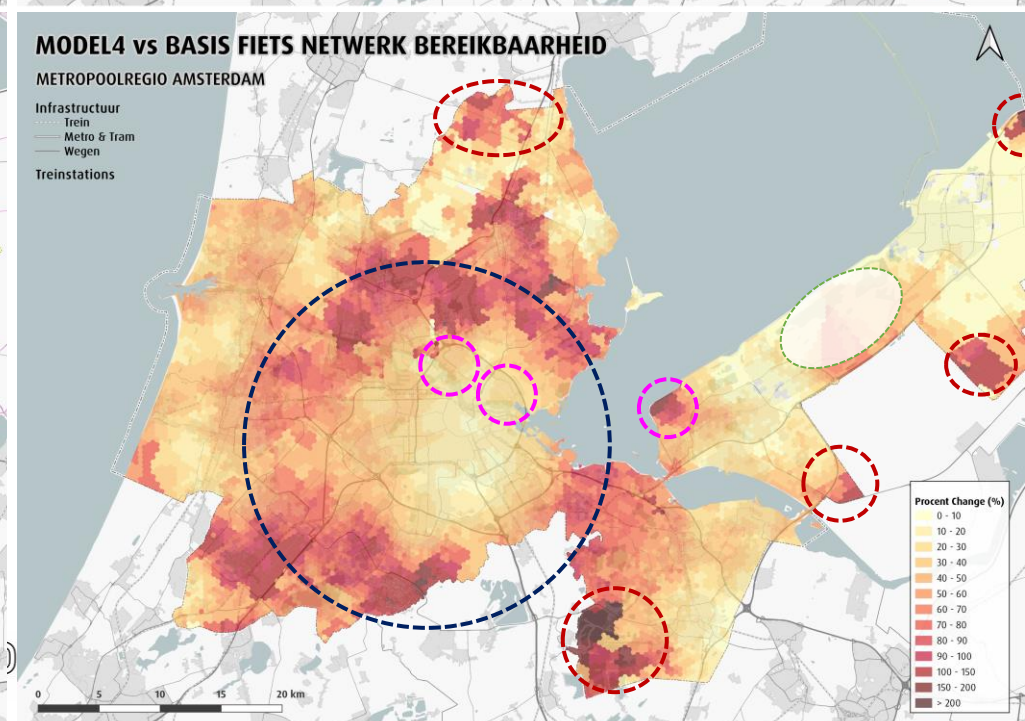 MODEL4 vs BASIS FIETS NETWERK BEREIKBAARHEID
METROPOOLREGIO AMSTERDAM
Infrastructuur
Trein
Metro & Tram
Wegen
Treinstations
Procent Change (%)
0 - 10
10 - 20
20 - 30
30 - 40
40 - 50
50 - 60
60 - 70
70 - 80
80 - 90
90 - 100
100 - 150
150 - 200
> 200
0 5 10 15 20 km